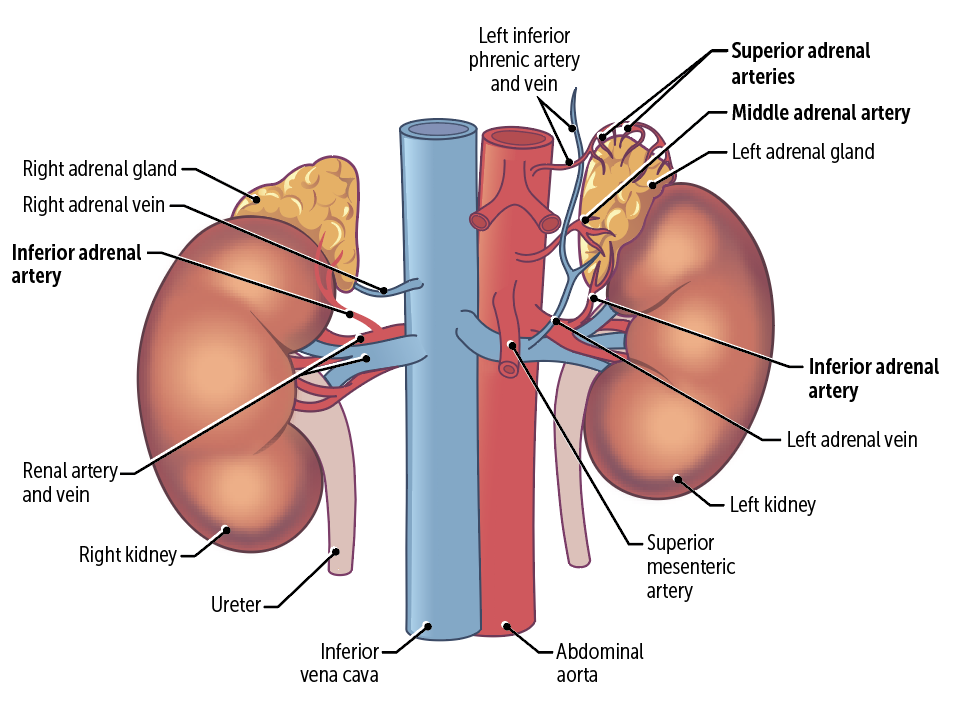 Left inferior
phrenic artery
and vein
Superior adrenal
arteries
Middle adrenal artery
Left adrenal gland
Right adrenal gland
Right adrenal vein
Inferior adrenal
artery
Inferior adrenal
artery
Left adrenal vein
Renal artery
and vein
Left kidney
Right kidney
Superior
mesenteric
artery
Ureter
Inferior
vena cava
Abdominal
aorta